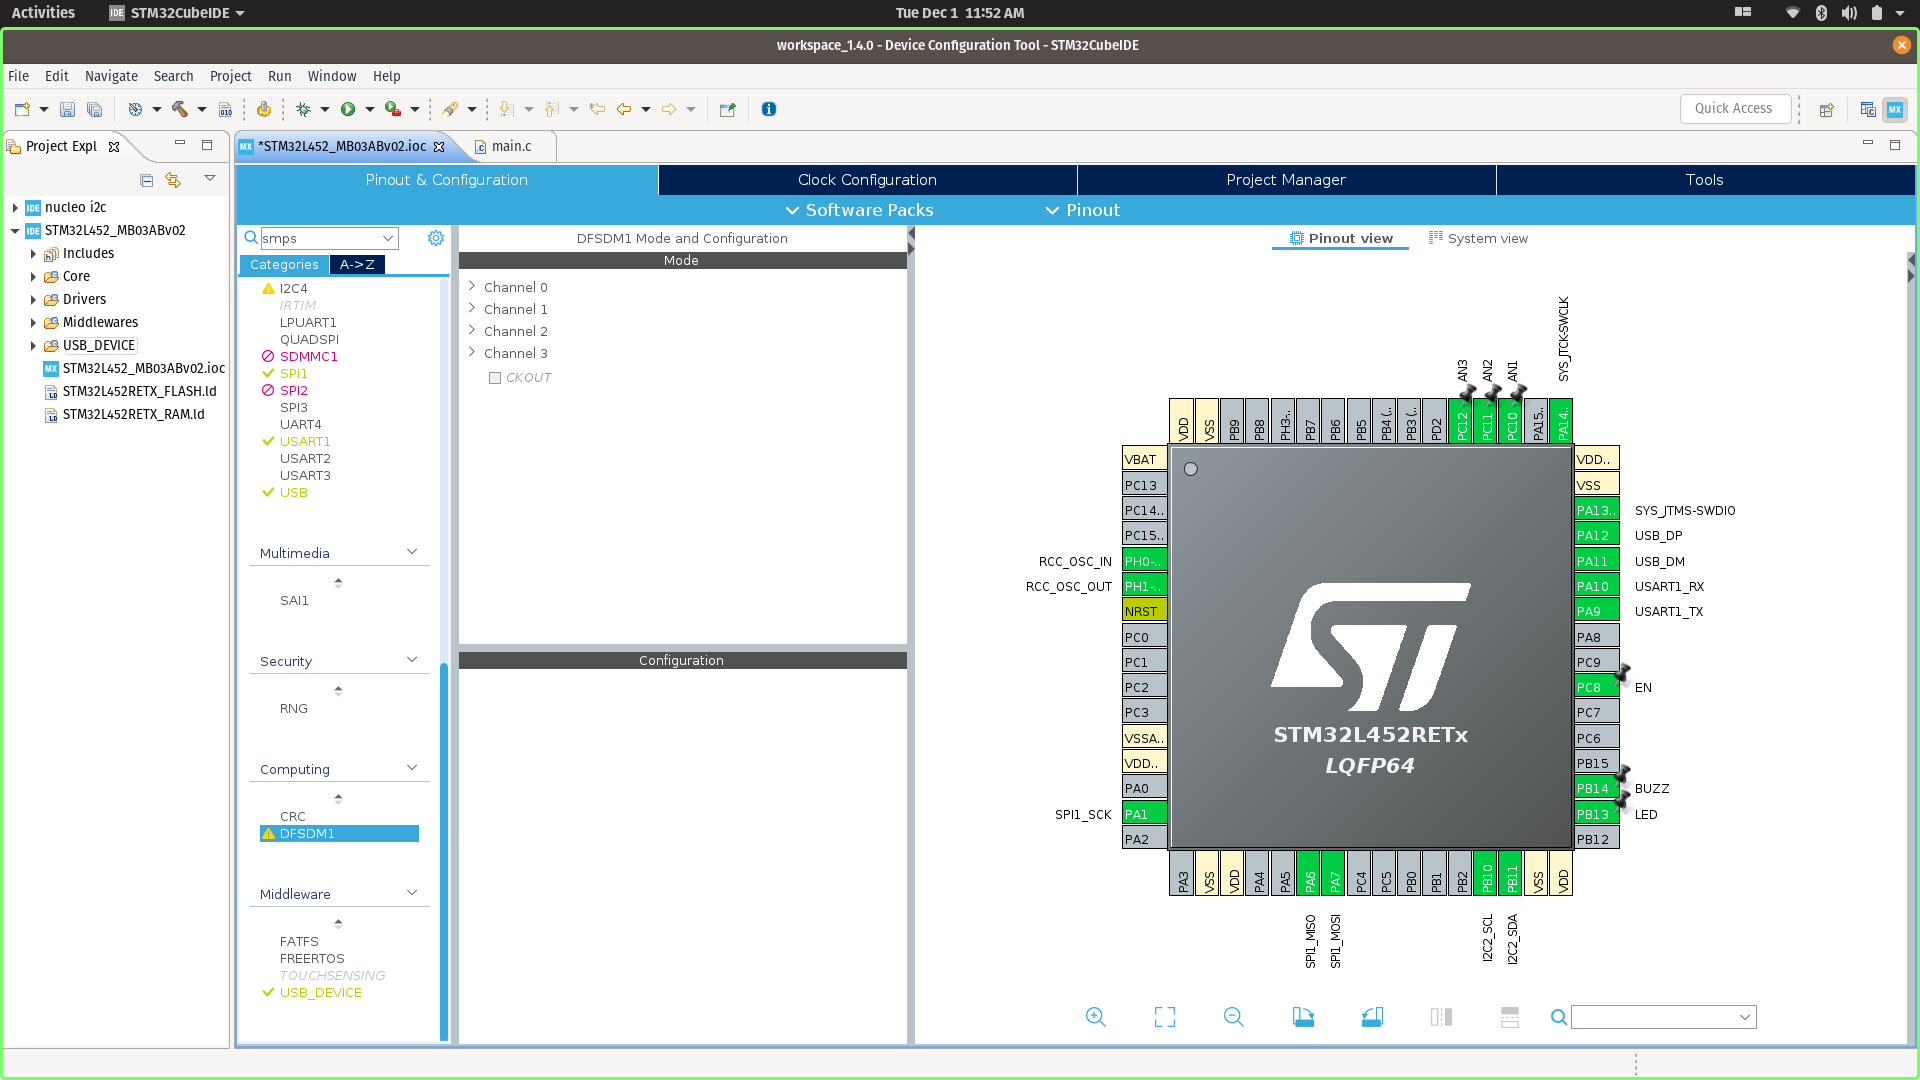 Activities
STM32CubeIDE
Tue Dec 1 11:52 AM
workspace_1.4.0 - Device Configuration Tool - STM32CubeIDE
File Edit Navigate Search Project Run Window Help
Quick Access
Project Expl
*STM32L452_MB03ABv02.ioc
main.c
nucleo i2c
STM32L452_MB03ABv02
Includes
Core
Drivers
Middlewares
USB_DEVICE
STM32L452_MB03ABv02.ioc
STM32L452RETX_FLASH.ld
STM32L452RETX_RAM.ld
Pinout & Configuration
Clock Configuration
Project Manager
Tools
Software Packs
Pinout
smps
Categories
A->Z
I2C4
IRTIM
LPUART1
QUADSPI
SDMMC1
SPI1
SPI2
SPI3
UART4
USART1
USART2
USART3
USB
Multimedia
SAI1
Security
RNG
Computing
CRC
DFSDM1
Middleware
FATFS
FREERTOS
TOUCHSENSING
USB_DEVICE
DFSDM1 Mode and Configuration
Mode
Channel 0
Channel 1
Channel 2
Channel 3
CKOUT
Configuration
Pinout view
System view
AN3
AN2
AN1
SYS_JTCK-SWCLK
VDD
VSS
PB9
PB8
PH3-..
PB7
PB6
PB5
PB4 (..
PB3 (..
PD2
PC12
PC11
PC10
PA15..
PA14..
VBAT
PC13
PC14..
PC15..
RCC_OSC_IN PH0-..
RCC_OSC_OUT PH1-..
NRST
PC0
PC1
PC2
PC3
VSSA..
VDD..
PA0
SPI1_SCK PA1
PA2
ST
STM32L452RETx
LQFP64
VDD..
VSS
PA13.. SYS_JTMS-SWDIO
PA12 USB_DP
PA11 USB_DM
PA10 USART1_RX
PA9 USART1_TX
PA8
PC9
PC8 EN
PC7
PC6
PB15
PB14 BUZZ
PB13 LED
PB12
PA3
VSS
VDD
PA4
PA5
PA6
PA7
PC4
PC5
PB0
PB1
PB2
PB10
PB11
VSS
VDD
SPI1_MISO
SPI1_MOSI
I2C2_SCL
I2C2_SDA